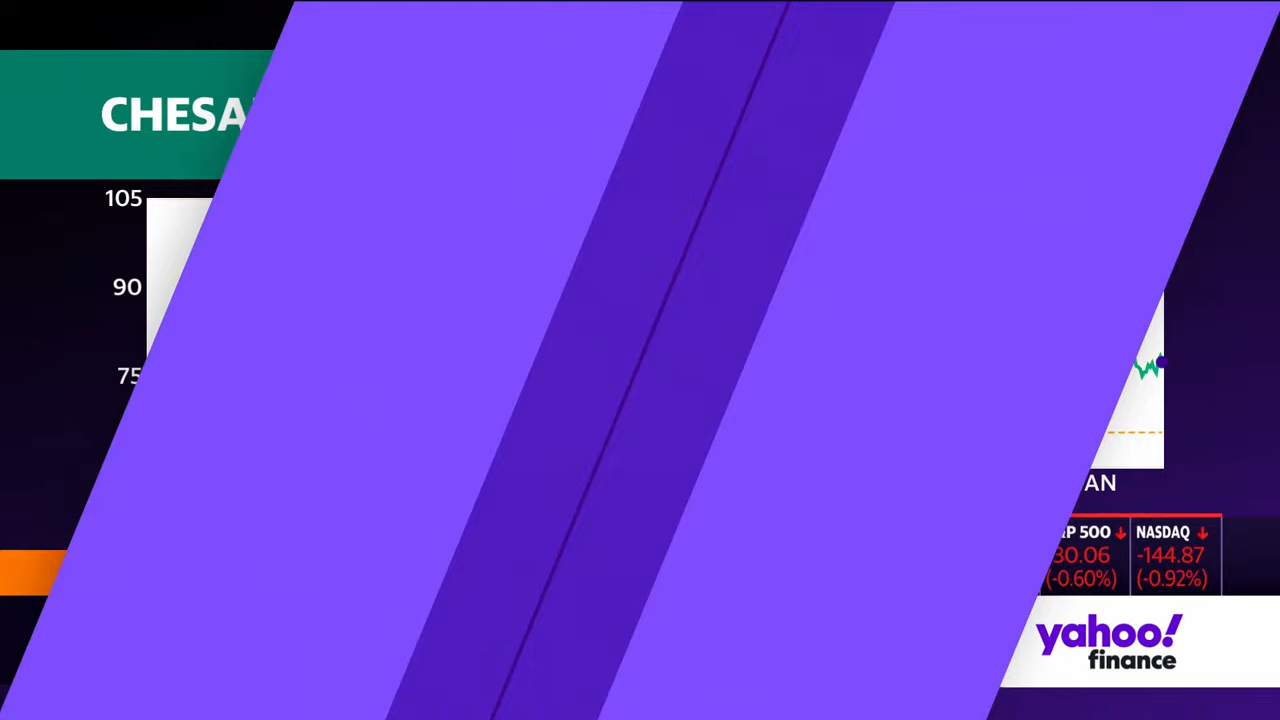 CHESA
105
90
75
AN
P 500 NASDAQ
30.06 -144.87
(-0.60%) (-0.92%)
yahoo!
finance